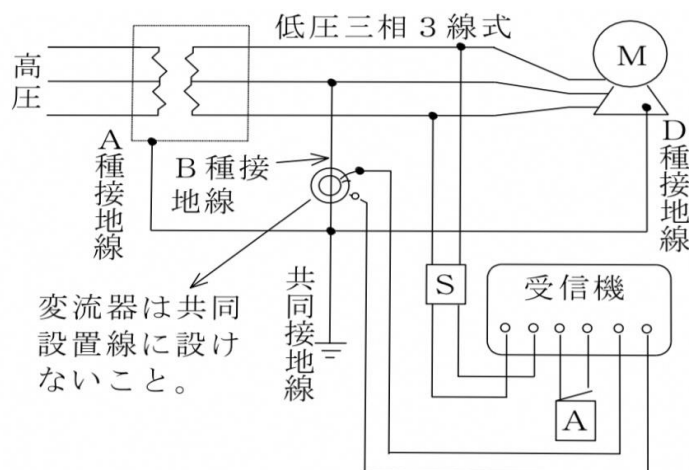 低圧三相３線式
高圧
M
A種接地線
B種接
地線
D種接地線
S
受信機
共同接地線
変流器は共同
設置線に設け
ないこと。
A